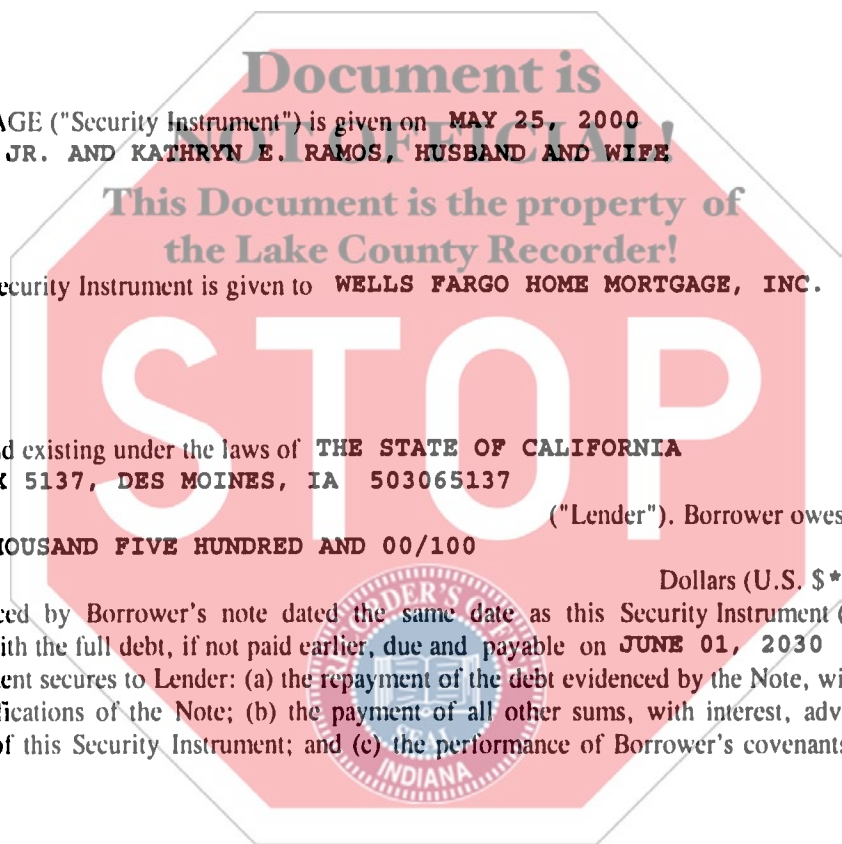 Document is
AGE ("Security Instrument") is given on MAY 25, 2000
NOT OFFICIAL!
JR. AND KATHRYN E. RAMOS, HUSBAND AND WIFE
This Document is the property of
the Lake County Recorder!
ecurity Instrument is given to WELLS FARGO HOME MORTGAGE, INC.
STOP
d existing under the laws of THE STATE OF CALIFORNIA
X 5137, DES MOINES, IA 503065137
("Lender"). Borrower owes
HOUSAND FIVE HUNDRED AND 00/100
Dollars (U.S. $*
ced by Borrower's note dated the same date as this Security Instrument (
ith the full debt, if not paid earlier, due and payable on JUNE 01, 2030
ent secures to Lender: (a) the repayment of the debt evidenced by the Note, wi
fications of the Note; (b) the payment of all other sums, with interest, adv
of this Security Instrument; and (c) the performance of Borrower's covenants
RECORDER'S OFFICE
SEAL
INDIANA